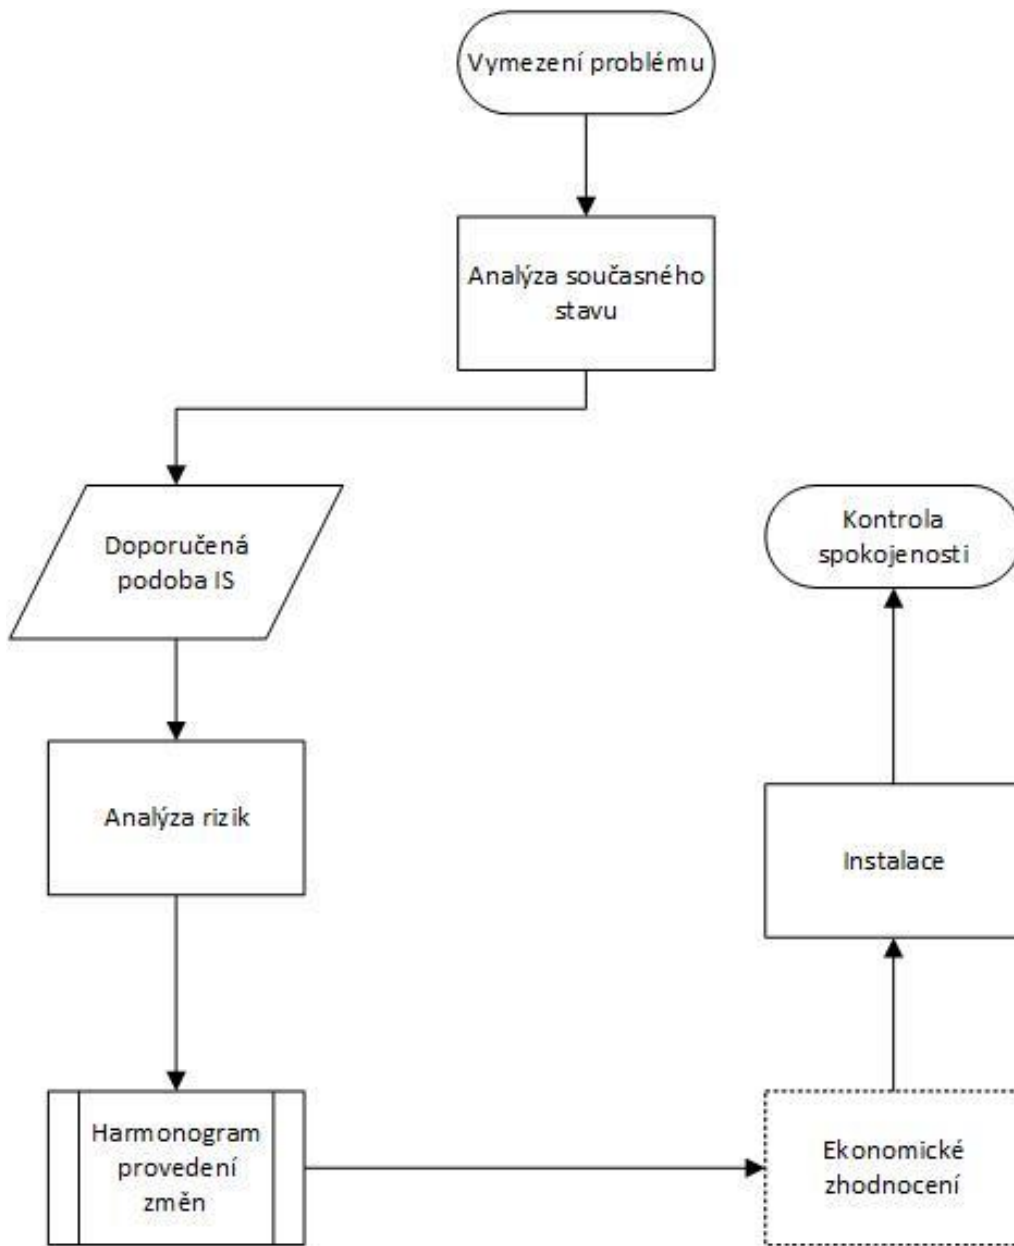 Vymezení problému
Analýza současného
stavu
Doporučená
podoba IS
Analýza rizik
Harmonogram
provedení
změn
Ekonomické
zhodnocení
Instalace
Kontrola
spokojenosti